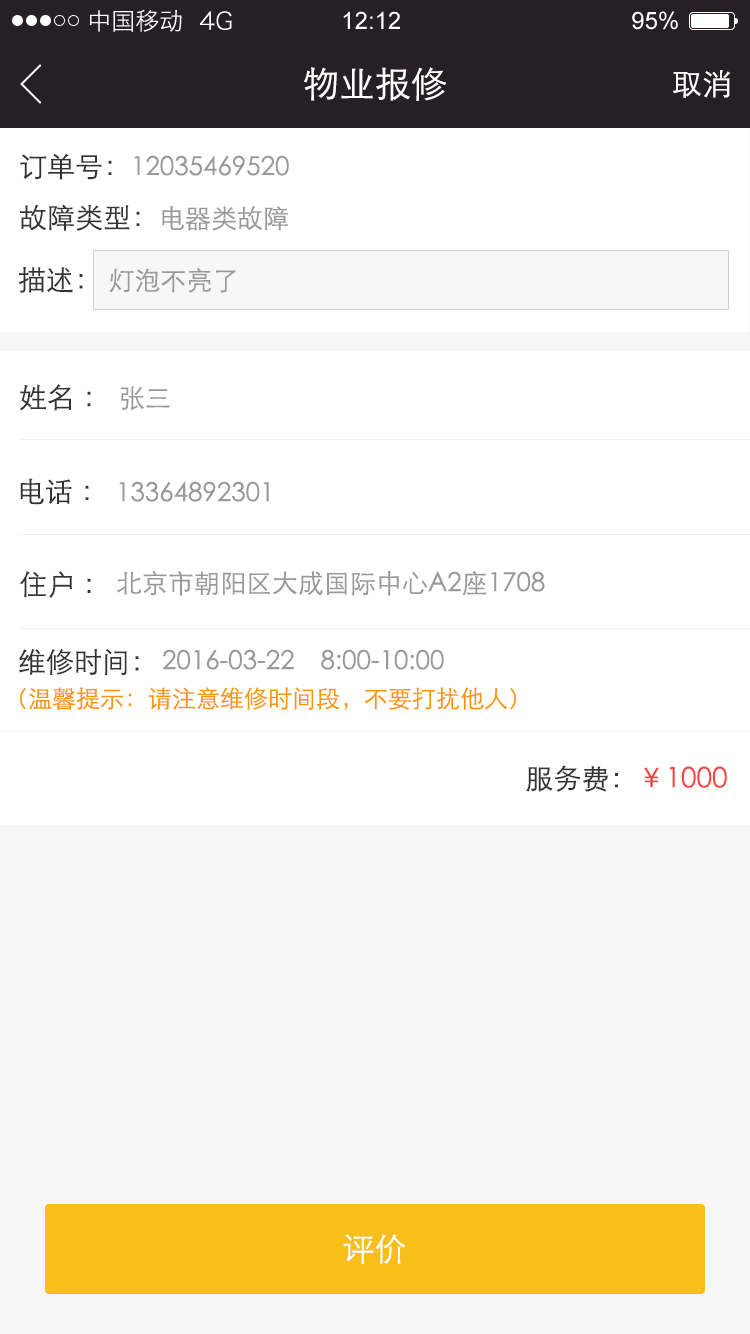 中国移动 4G 12:12 95%
物业报修 取消
订单号：12035469520
故障类型：电器类故障
描述：灯泡不亮了
姓名：张三
电话：13364892301
住户：北京市朝阳区大成国际中心A2座1708
维修时间：2016-03-22 8:00-10:00
（温馨提示：请注意维修时间段，不要打扰他人）
服务费：￥1000
评价